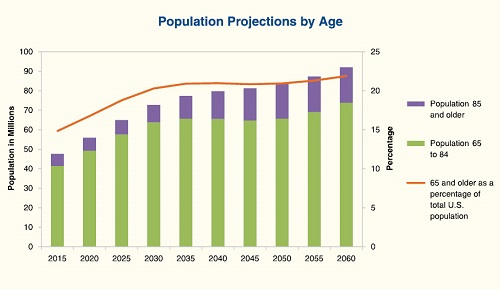 Population Projections by Age
Population in Millions
100
90
80
70
60
50
40
30
20
10
0
25
20
15
10
5
0
Percentage
2015 2020 2025 2030 2035 2040 2045 2050 2055 2060
Population 85
and older
Population 65
to 84
65 and older as a
percentage of
total U.S.
population